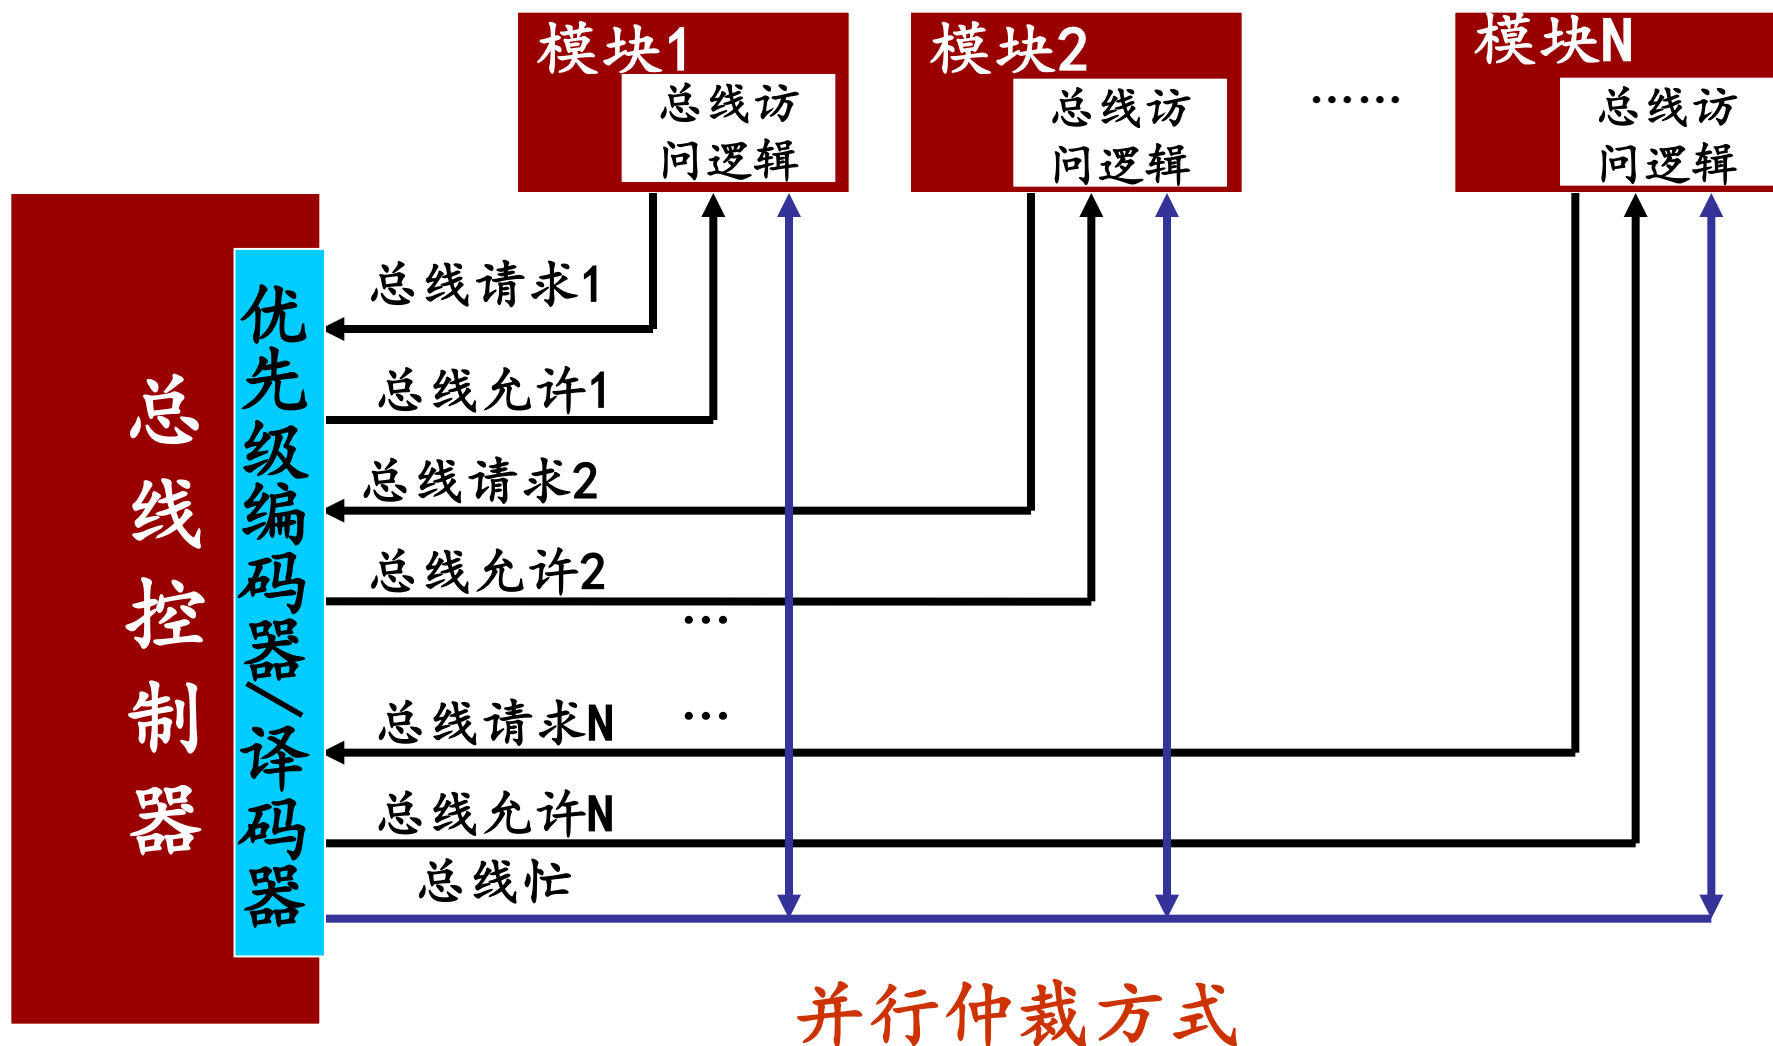 模块1
总线访
问逻辑
模块2
总线访
问逻辑
……
模块N
总线访
问逻辑
总线控制器
优先级编码器/译码器
总线请求1
总线允许1
总线请求2
总线允许2
…
总线请求N
…
总线允许N
总线忙
并行仲裁方式